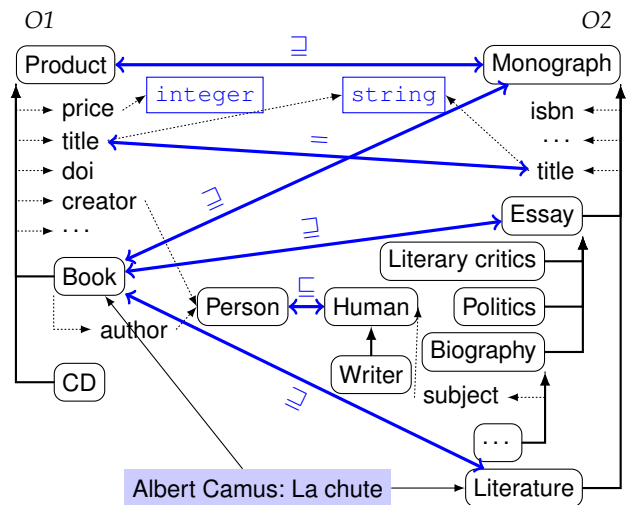 O1 O2
⊒
Product Monograph
price integer string isbn
title = · · ·
doi title
creator ⊒
· · · ⊒ Essay
Book Literary critics
⊑
Person Human Politics
author
Biography
CD Writer subject
⊒
· · ·
Albert Camus: La chute Literature